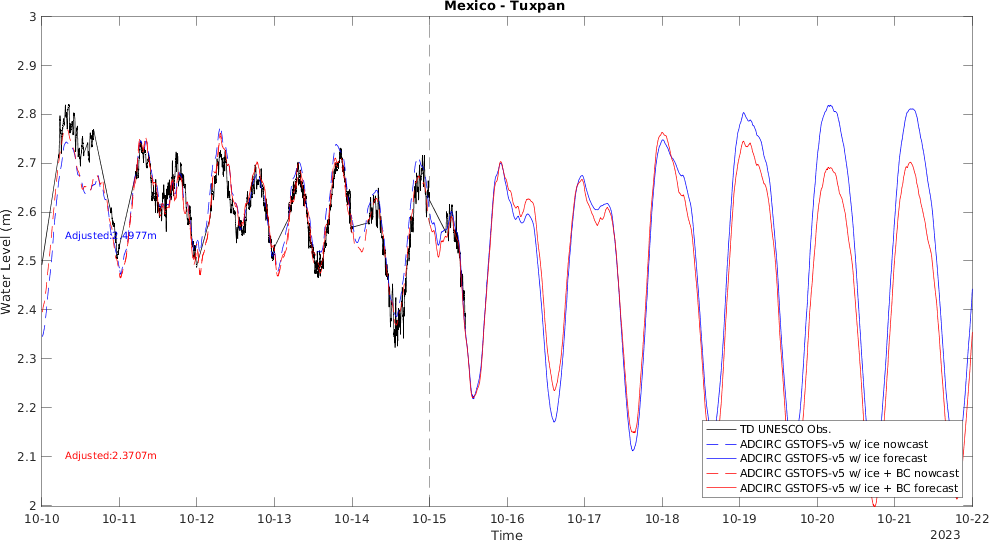 Mexico - Tuxpan
3
2.9
2.8
2.7
2.6
2.5
2.4
2.3
2.2
2.1
2
Water Level (m)
Adjusted:2.4977m
Adjusted:2.3707m
TD UNESCO Obs.
ADCIRC GSTOFS-v5 w/ ice nowcast
ADCIRC GSTOFS-v5 w/ ice forecast
ADCIRC GSTOFS-v5 w/ ice + BC nowcast
ADCIRC GSTOFS-v5 w/ ice + BC forecast
10-10 10-11 10-12 10-13 10-14 10-15 10-16 10-17 10-18 10-19 10-20 10-21 10-22
Time
2023